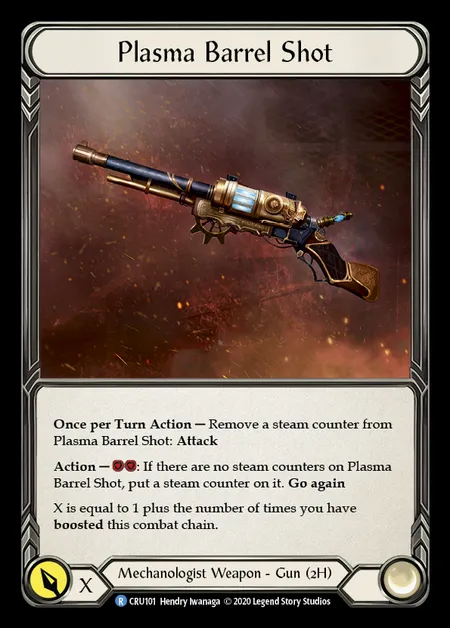 Plasma Barrel Shot
Once per Turn Action — Remove a steam counter from
Plasma Barrel Shot: Attack
Action — : If there are no steam counters on Plasma
Barrel Shot, put a steam counter on it. Go again
X is equal to 1 plus the number of times you have
boosted this combat chain.
X
Mechanologist Weapon - Gun (2H)
R CRU101 Hendry Iwanaga © 2020 Legend Story Studios